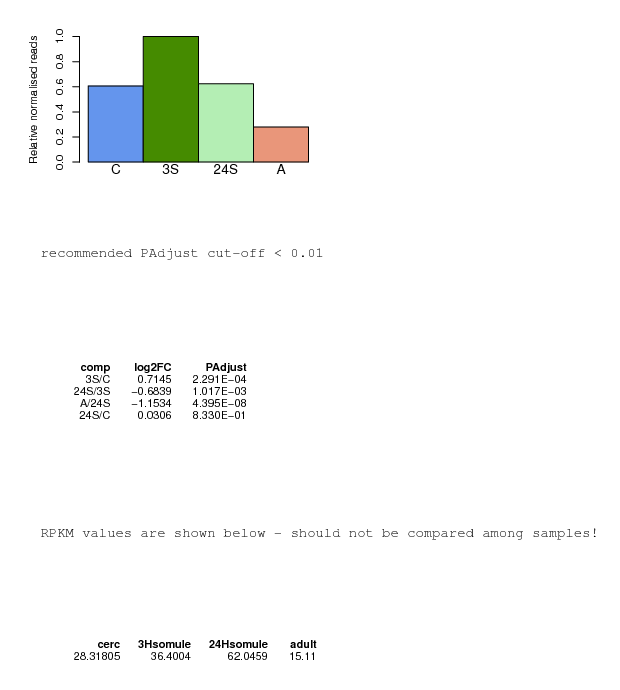 Relative normalised reads
1.0
0.8
0.6
0.4
0.2
0.0
C 3S 24S A
recommended PAdjust cut-off < 0.01
comp log2FC PAdjust
3S/C 0.7145 2.291E-04
24S/3S -0.6839 1.017E-03
A/24S -1.1534 4.395E-08
24S/C 0.0306 8.330E-01
RPKM values are shown below - should not be compared among samples!
cerc 3Hsomule 24Hsomule adult
28.31805 36.4004 62.0459 15.11